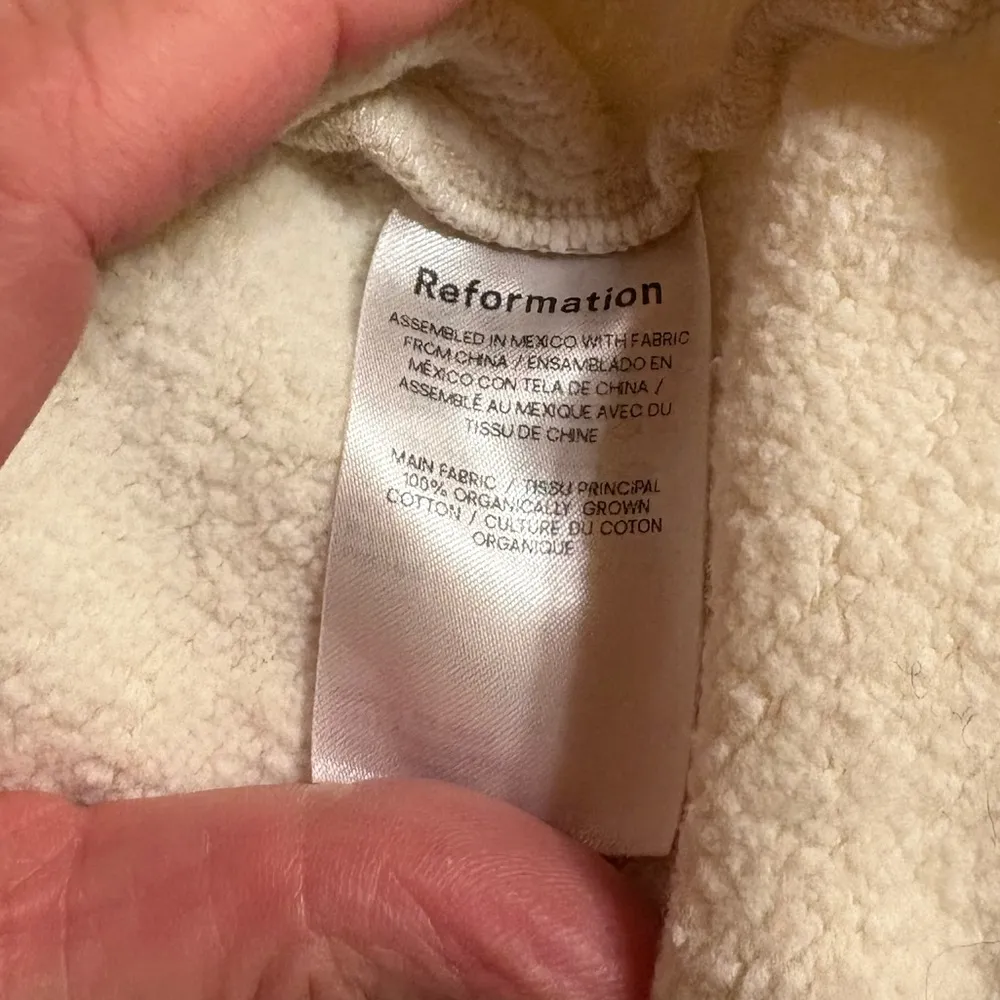 Reformation
ASSEMBLED IN MEXICO WITH FABRIC
FROM CHINA / ENSAMBLADO EN
MÉXICO CON TELA DE CHINA /
ASSEMBLÉ AU MEXIQUE AVEC DU
TISSU DE CHINE
MAIN FABRIC / TISSU PRINCIPAL
100% ORGANICALLY GROWN
COTTON / CULTURE DU COTON
ORGANIQUE